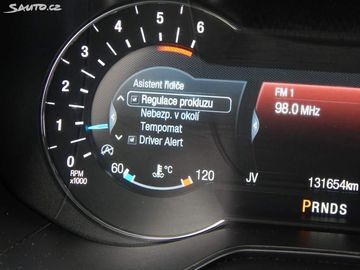 SAUTO.CZ
6
5
4
3
2
1
0
RPM
x1000
Asistent řidiče
Regulace prokluzu
Nebezp. v okolí
Tempomat
Driver Alert
60 °C 120
FM 1
98.0 MHz
JV 131654km
PRNDS